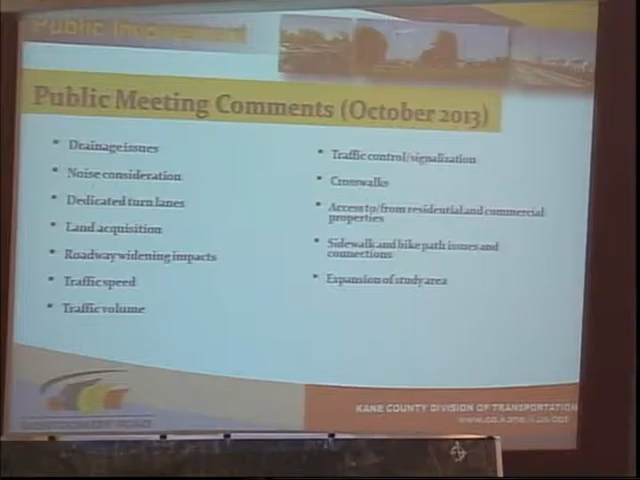 Public Involvement
Public Meeting Comments (October 2013)
• Drainage issues
• Noise consideration
• Dedicated turn lanes
• Land acquisition
• Roadway widening impacts
• Traffic speed
• Traffic volume
• Traffic control/signalization
• Crosswalks
• Access to/from residential and commercial
properties
• Sidewalk and bike path issues and
connections
• Expansion of study area
KANE COUNTY DIVISION OF TRANSPORTATION